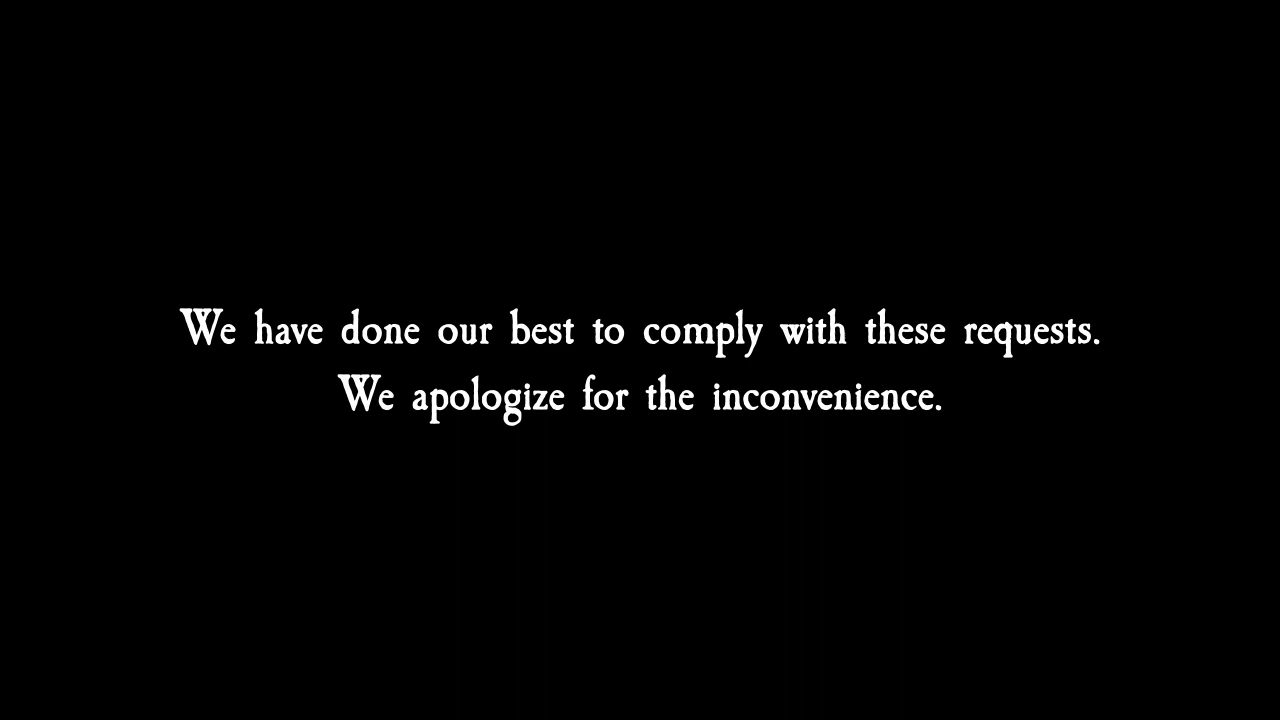 We have done our best to comply with these requests.
We apologize for the inconvenience.